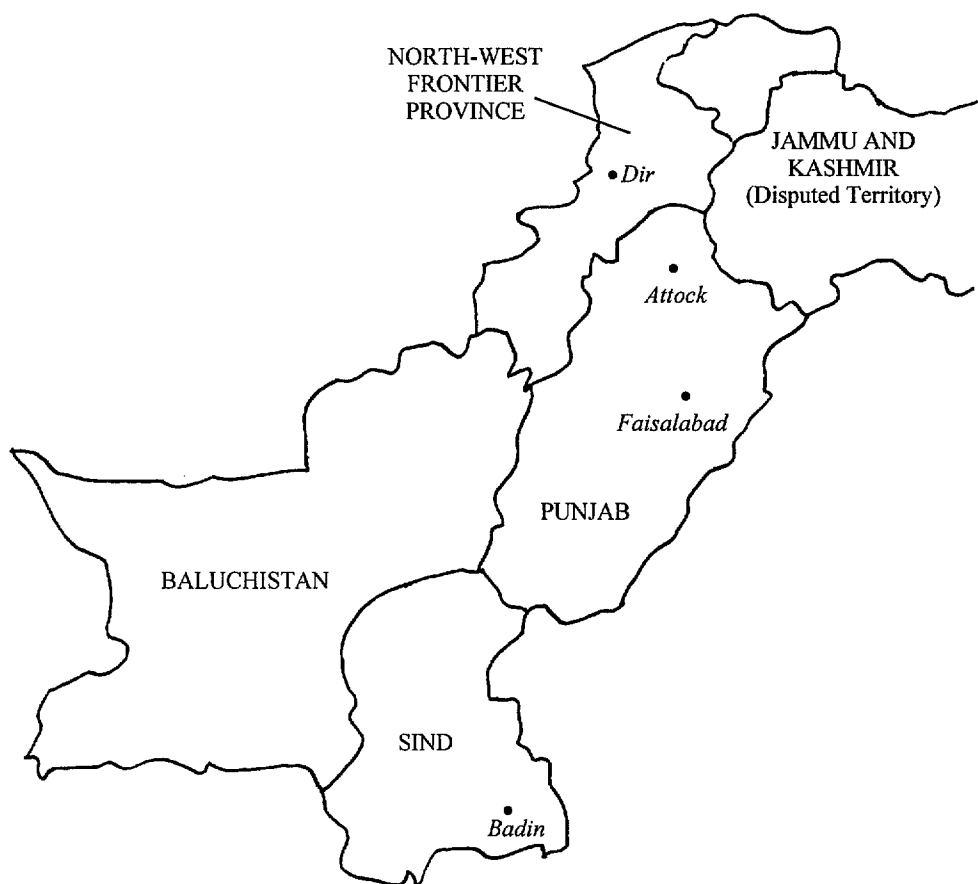 NORTH-WEST
FRONTIER
PROVINCE
JAMMU AND
KASHMIR
(Disputed Territory)
Dir
Attock
Faisalabad
PUNJAB
BALUCHISTAN
SIND
Badin